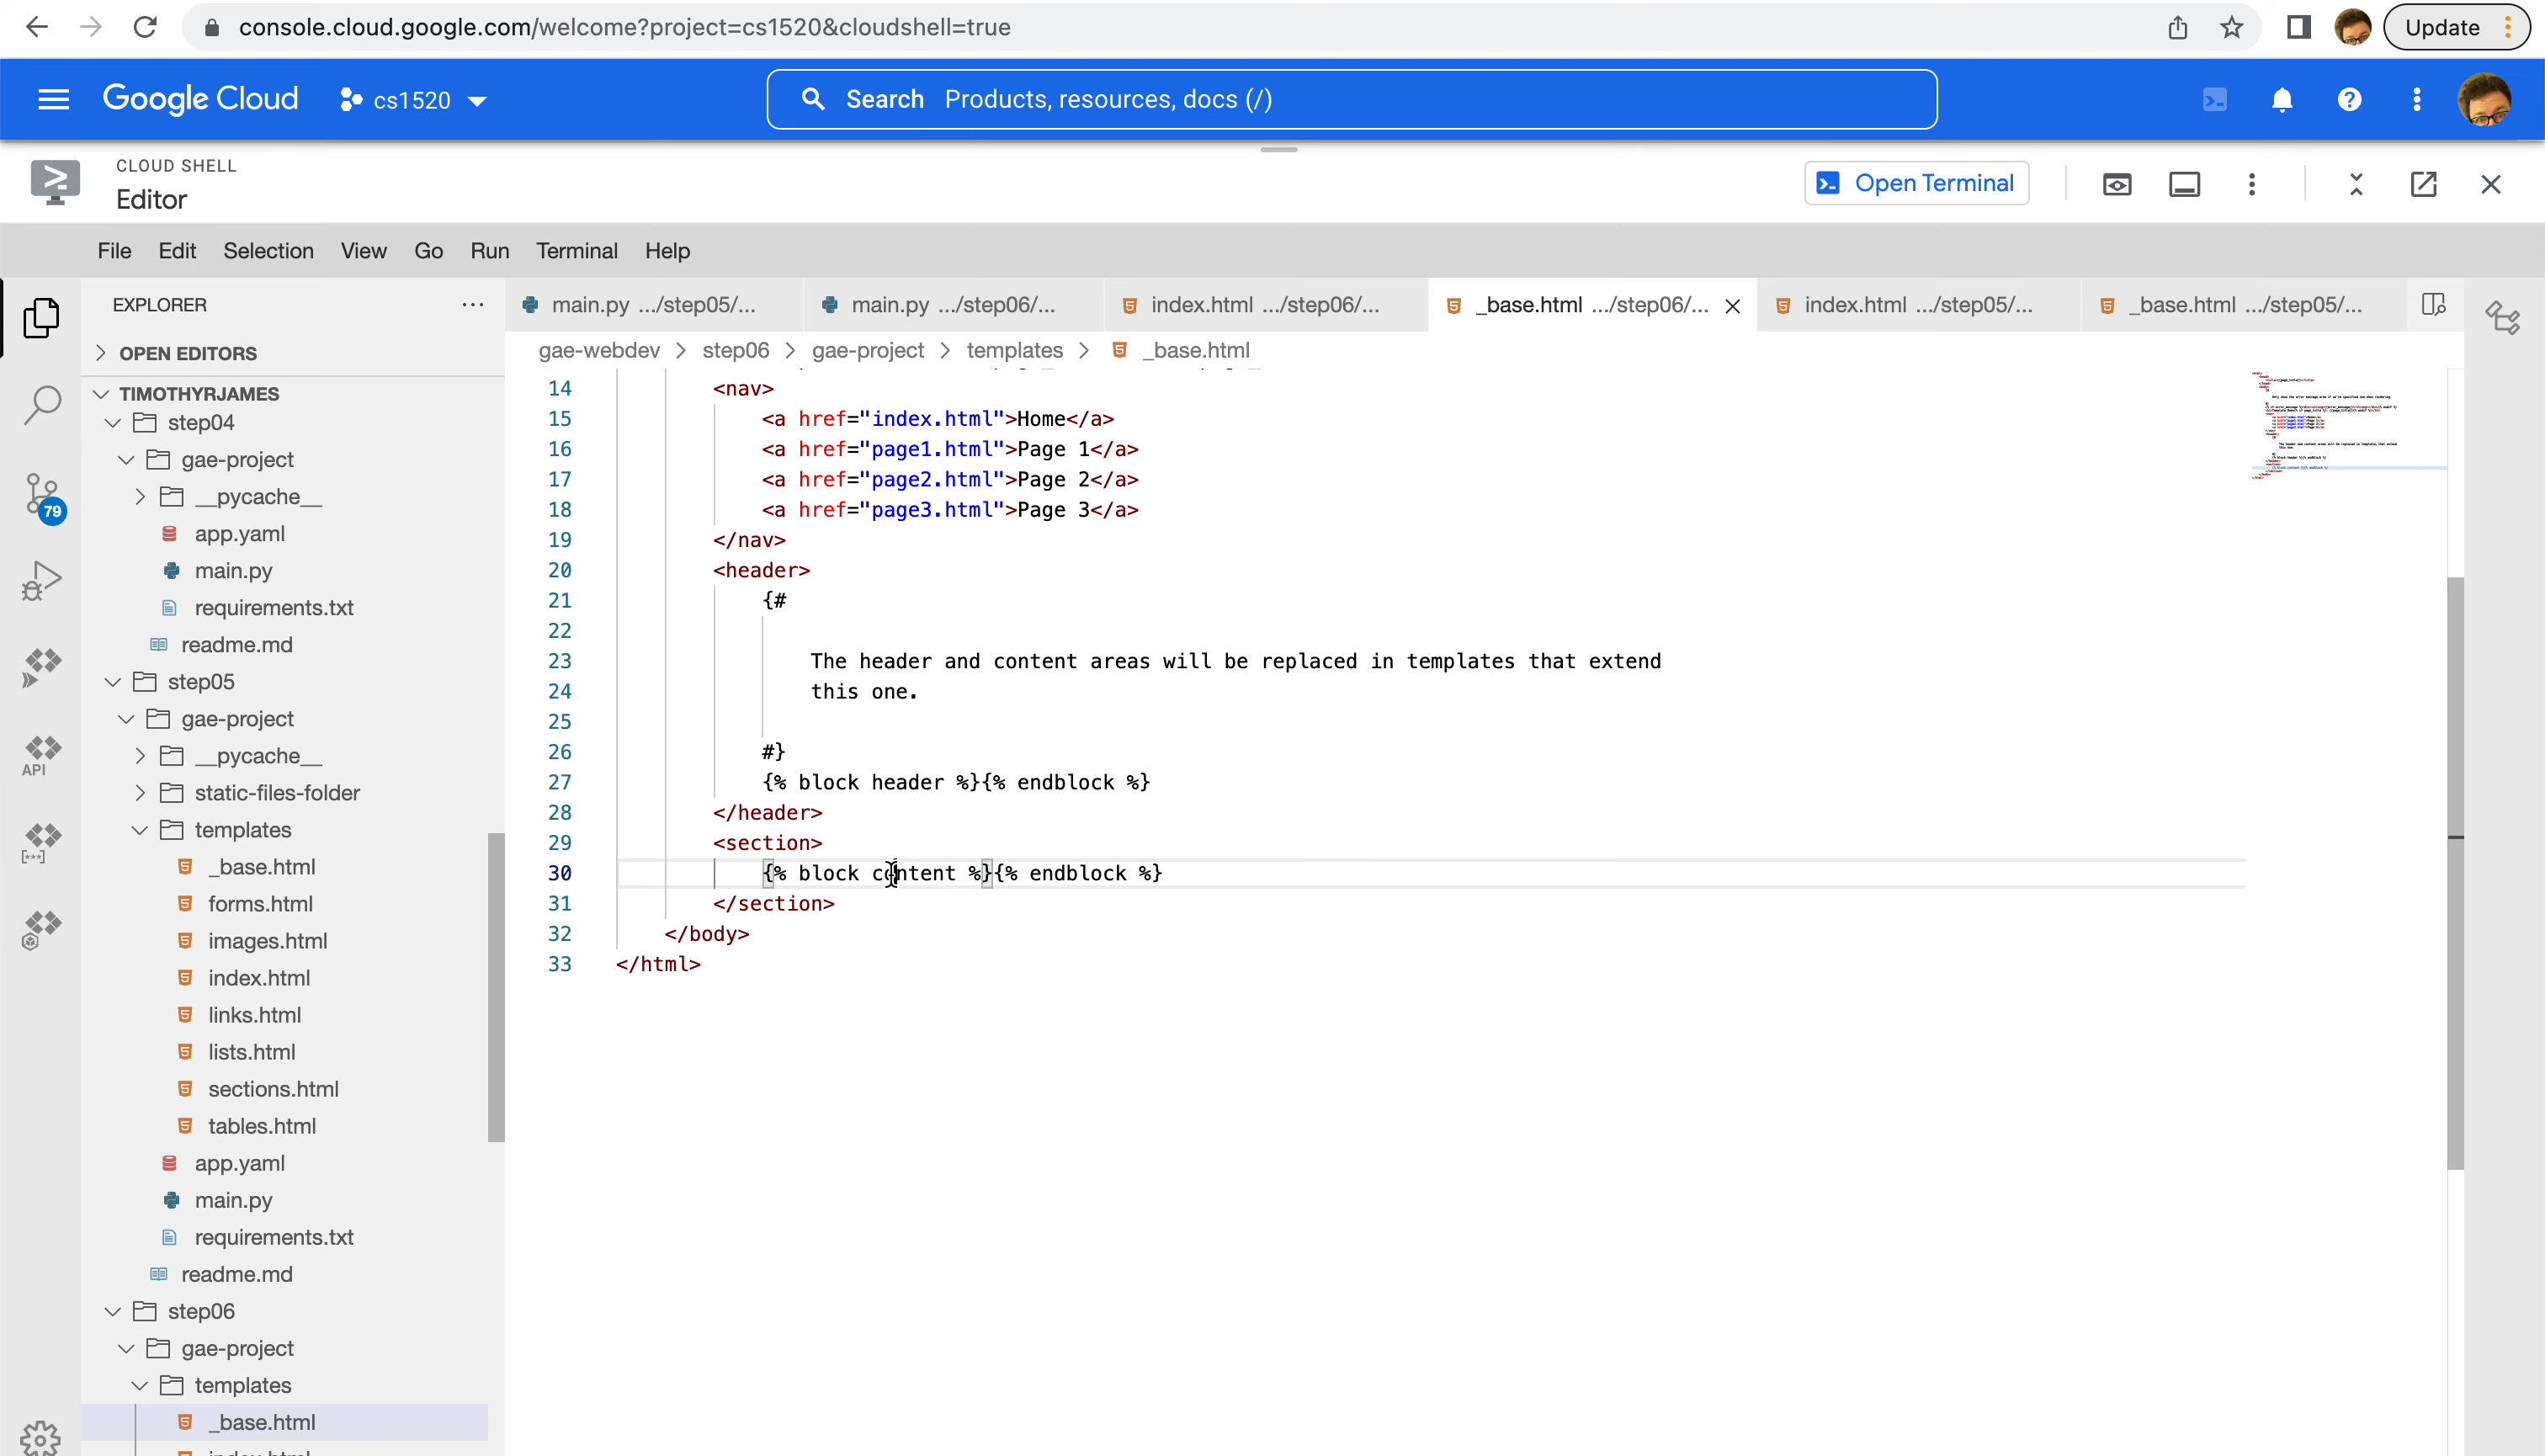 console.cloud.google.com/welcome?project=cs1520&cloudshell=true
Update
Google Cloud
cs1520
Search Products, resources, docs (/)
CLOUD SHELL
Editor
Open Terminal
File Edit Selection View Go Run Terminal Help
EXPLORER
OPEN EDITORS
TIMOTHYRJAMES
step04
gae-project
__pycache__
app.yaml
main.py
requirements.txt
readme.md
step05
gae-project
__pycache__
static-files-folder
templates
_base.html
forms.html
images.html
index.html
links.html
lists.html
sections.html
tables.html
app.yaml
main.py
requirements.txt
readme.md
step06
gae-project
templates
_base.html
79
API
[***]
main.py .../step05/...
main.py .../step06/...
index.html .../step06/...
_base.html .../step06/...
index.html .../step05/...
_base.html .../step05/...
gae-webdev > step06 > gae-project > templates > _base.html
14 <nav>
15 <a href="index.html">Home</a>
16 <a href="page1.html">Page 1</a>
17 <a href="page2.html">Page 2</a>
18 <a href="page3.html">Page 3</a>
19 </nav>
20 <header>
21 {#
22
23 The header and content areas will be replaced in templates that extend
24 this one.
25
26 #}
27 {% block header %}{% endblock %}
28 </header>
29 <section>
30 {% block content %}{% endblock %}
31 </section>
32 </body>
33 </html>